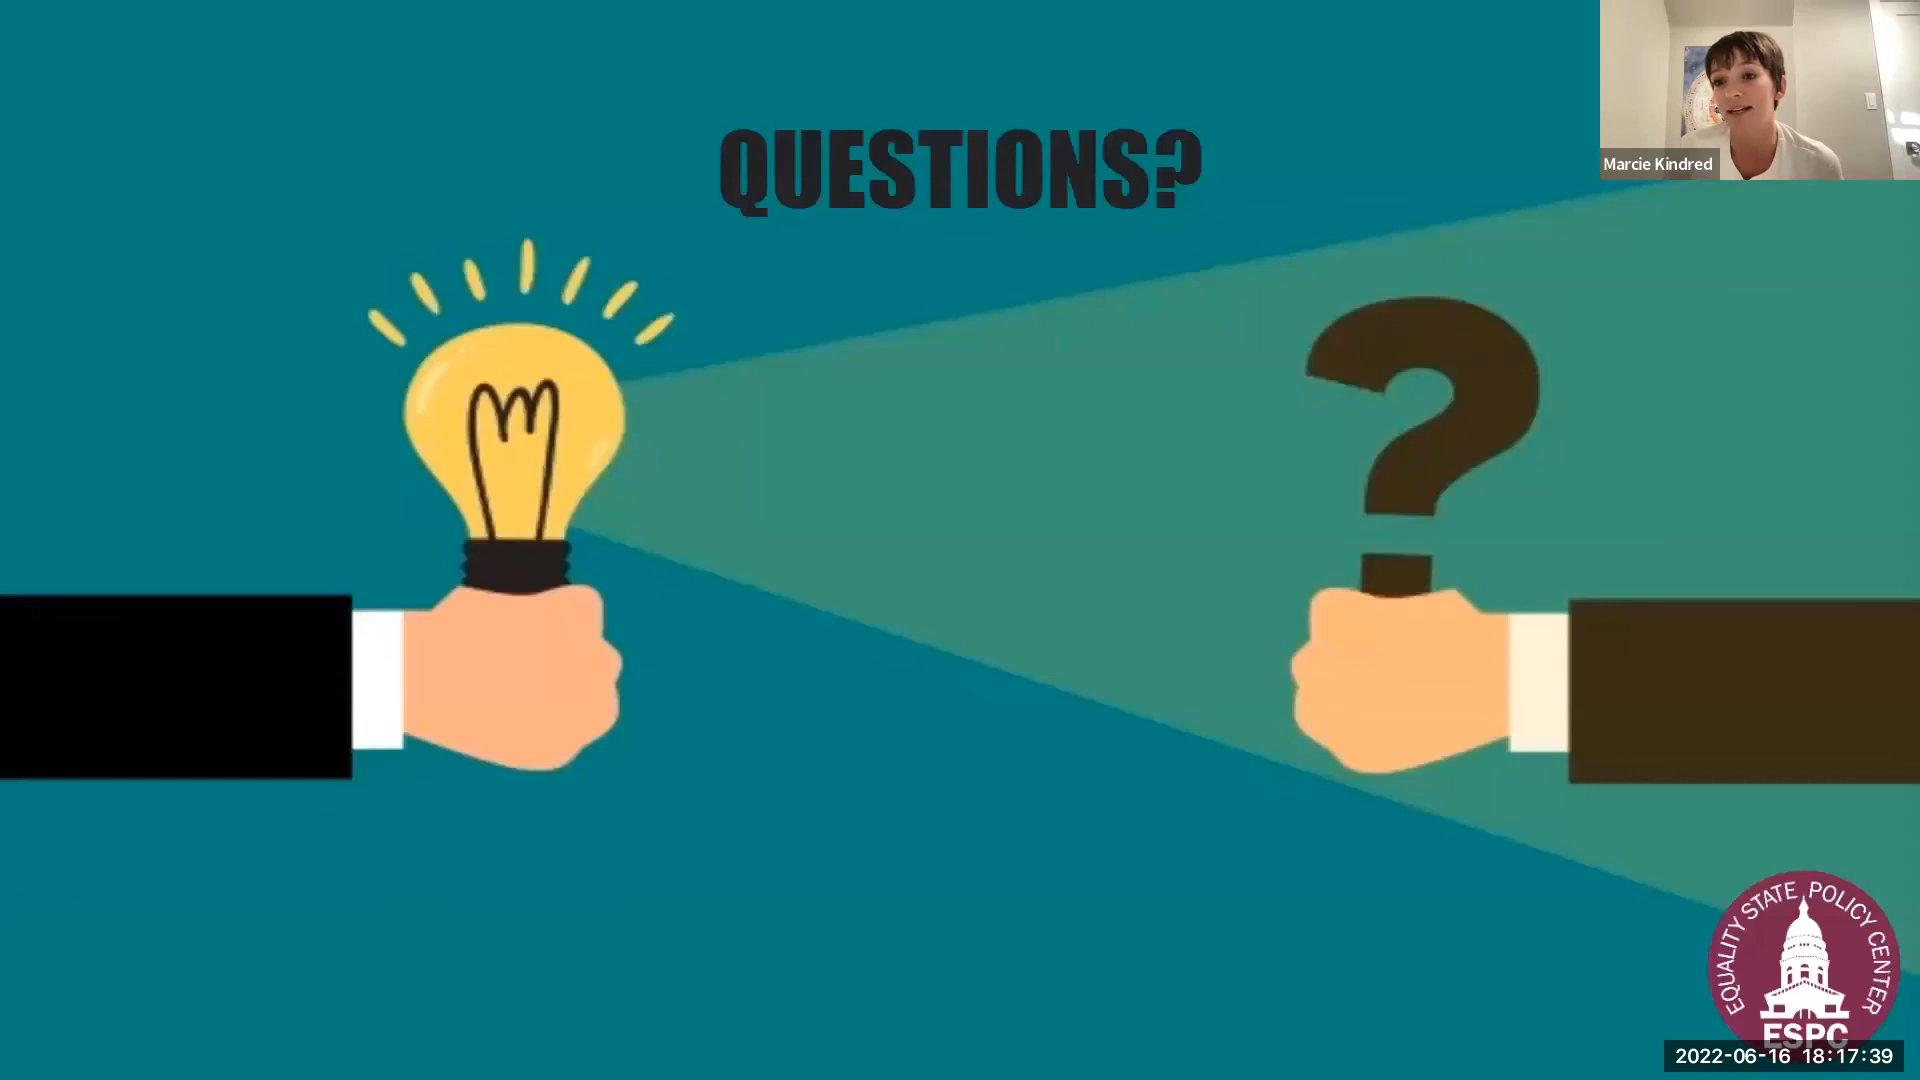 QUESTIONS?
Marcie Kindred
EQUALITY STATE POLICY CENTER
ESPC
2022-06-16 18:17:39